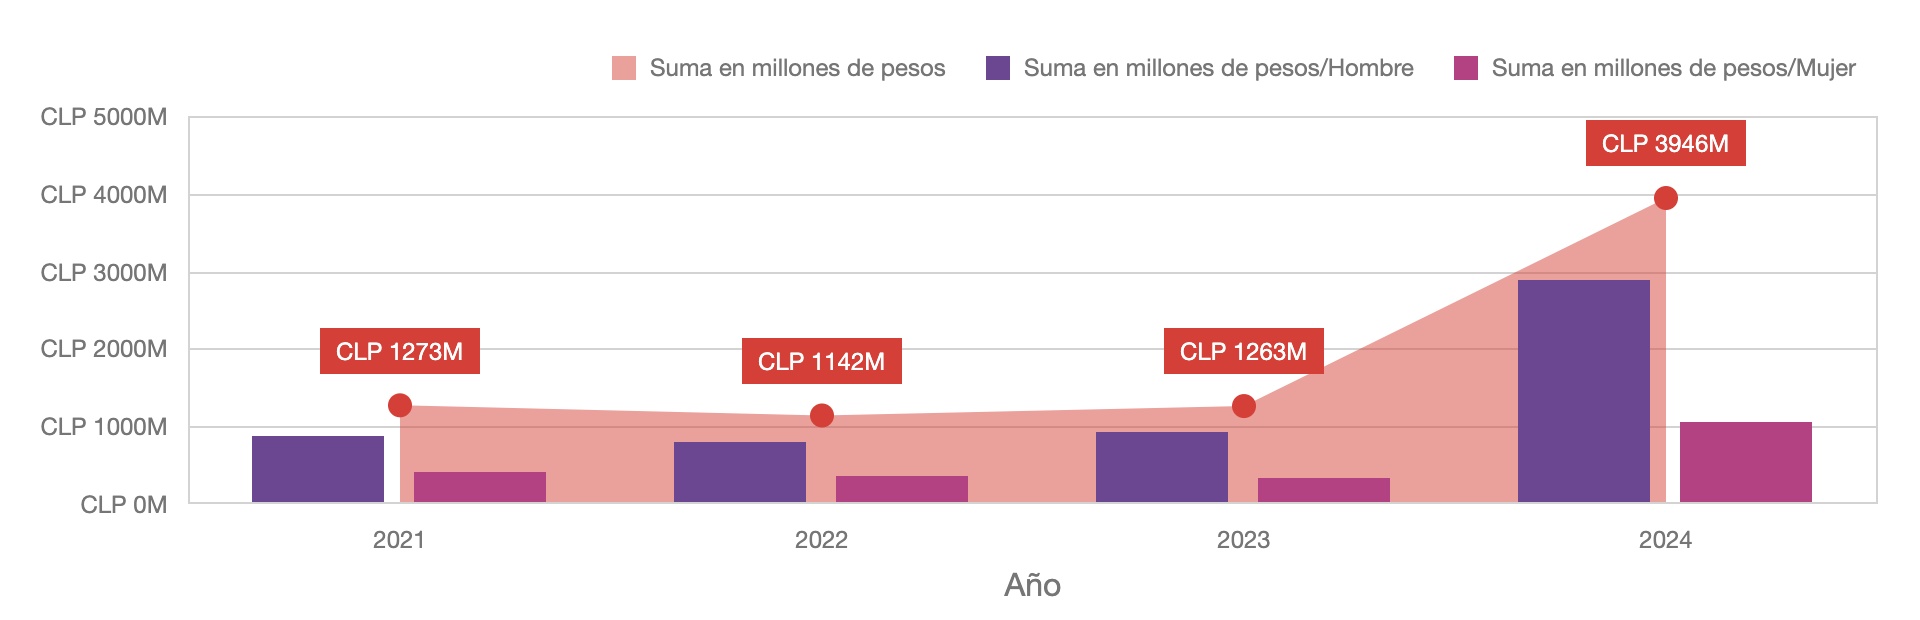 Suma en millones de pesos
Suma en millones de pesos/Hombre
Suma en millones de pesos/Mujer
CLP 5000M
CLP 4000M
CLP 3000M
CLP 2000M
CLP 1000M
CLP 0M
CLP 1273M
CLP 1142M
CLP 1263M
CLP 3946M
2021
2022
2023
2024
Año